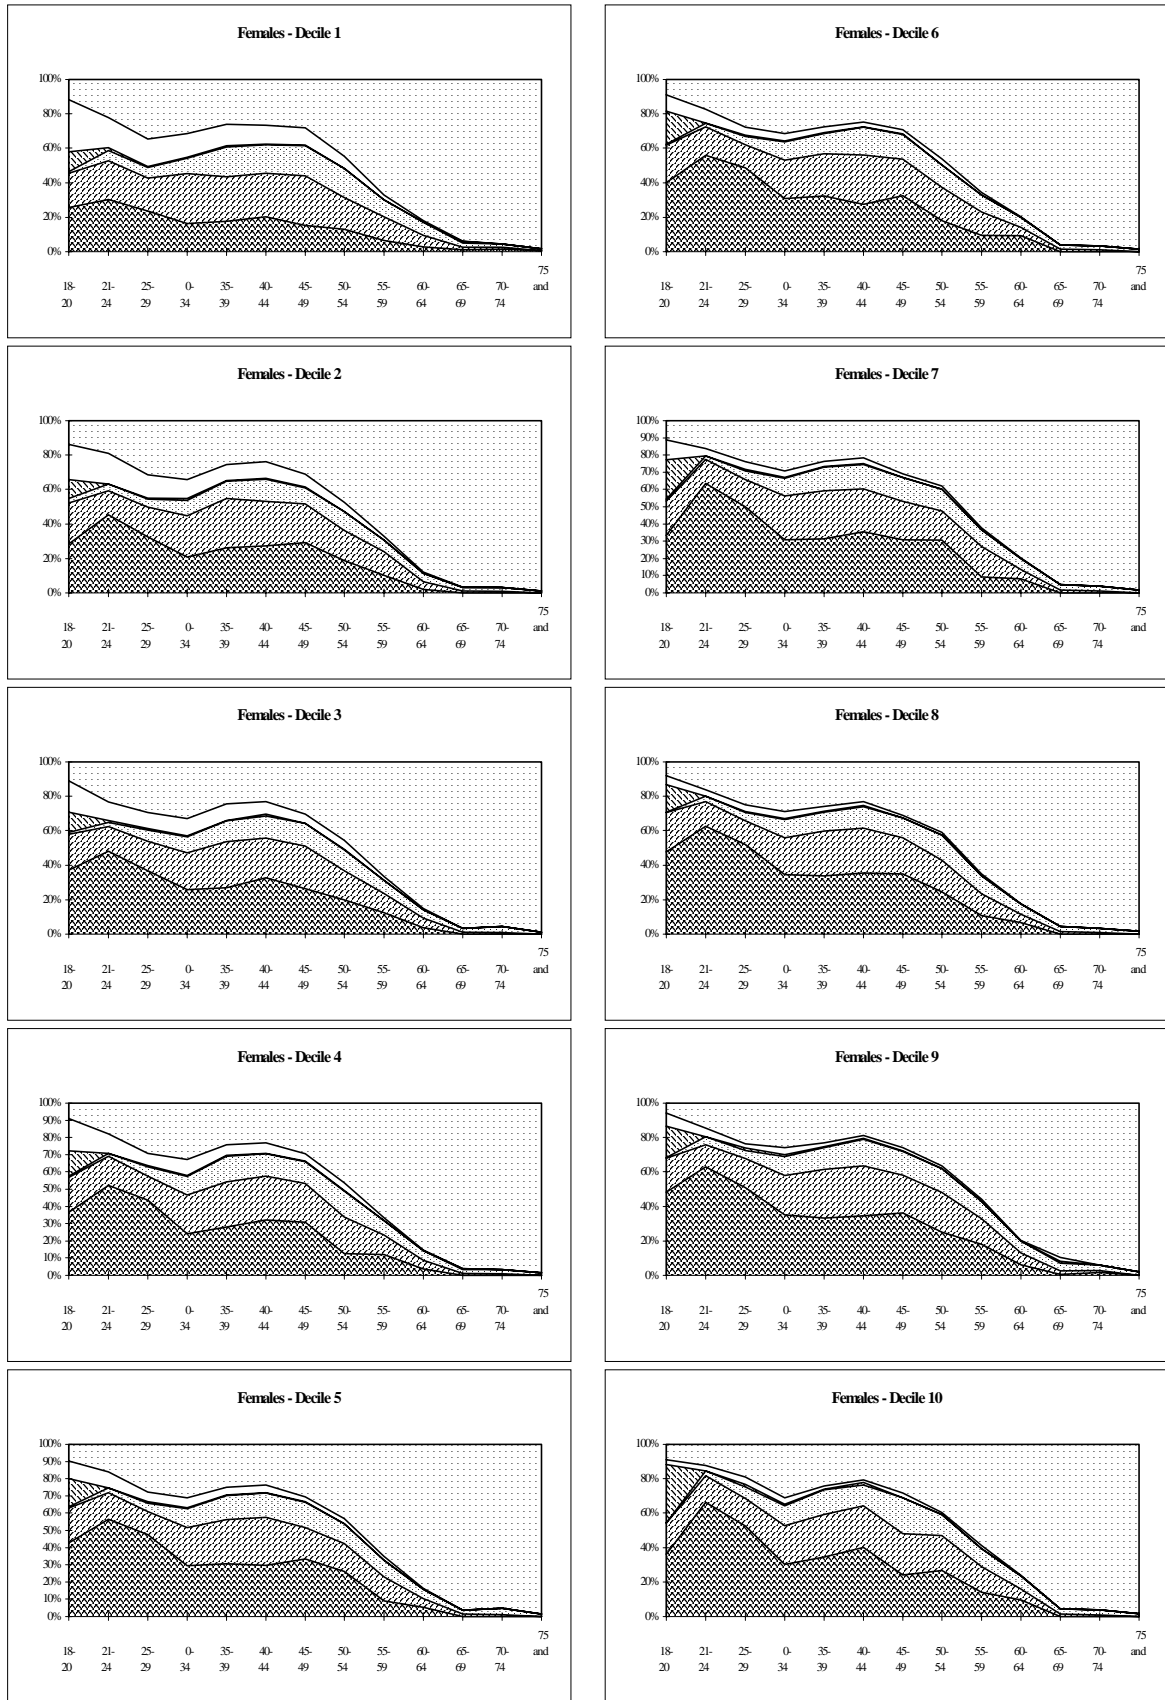 Females - Decile 1
100%
80%
60%
40%
20%
0%
75
18- 21- 25- 0- 35- 40- 45- 50- 55- 60- 65- 70- and
20 24 29 34 39 44 49 54 59 64 69 74
Females - Decile 6
100%
80%
60%
40%
20%
0%
75
18- 21- 25- 0- 35- 40- 45- 50- 55- 60- 65- 70- and
20 24 29 34 39 44 49 54 59 64 69 74
Females - Decile 2
100%
80%
60%
40%
20%
0%
75
18- 21- 25- 0- 35- 40- 45- 50- 55- 60- 65- 70- and
20 24 29 34 39 44 49 54 59 64 69 74
Females - Decile 7
100%
90%
80%
70%
60%
50%
40%
30%
20%
10%
0%
75
18- 21- 25- 0- 35- 40- 45- 50- 55- 60- 65- 70- and
20 24 29 34 39 44 49 54 59 64 69 74
Females - Decile 3
100%
80%
60%
40%
20%
0%
75
18- 21- 25- 0- 35- 40- 45- 50- 55- 60- 65- 70- and
20 24 29 34 39 44 49 54 59 64 69 74
Females - Decile 8
100%
80%
60%
40%
20%
0%
75
18- 21- 25- 0- 35- 40- 45- 50- 55- 60- 65- 70- and
20 24 29 34 39 44 49 54 59 64 69 74
Females - Decile 4
100%
90%
80%
70%
60%
50%
40%
30%
20%
10%
0%
75
18- 21- 25- 0- 35- 40- 45- 50- 55- 60- 65- 70- and
20 24 29 34 39 44 49 54 59 64 69 74
Females - Decile 9
100%
80%
60%
40%
20%
0%
75
18- 21- 25- 0- 35- 40- 45- 50- 55- 60- 65- 70- and
20 24 29 34 39 44 49 54 59 64 69 74
Females - Decile 5
100%
90%
80%
70%
60%
50%
40%
30%
20%
10%
0%
75
18- 21- 25- 0- 35- 40- 45- 50- 55- 60- 65- 70- and
20 24 29 34 39 44 49 54 59 64 69 74
Females - Decile 10
100%
80%
60%
40%
20%
0%
75
18- 21- 25- 0- 35- 40- 45- 50- 55- 60- 65- 70- and
20 24 29 34 39 44 49 54 59 64 69 74